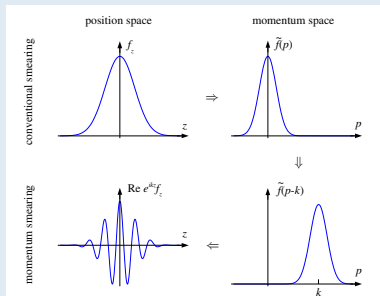 position space
momentum space
conventional smearing
f_z
z
⇒
f̃(p)
p
⇓
momentum smearing
Re e^{ikz} f_z
z
⇐
f̃(p-k)
p
k